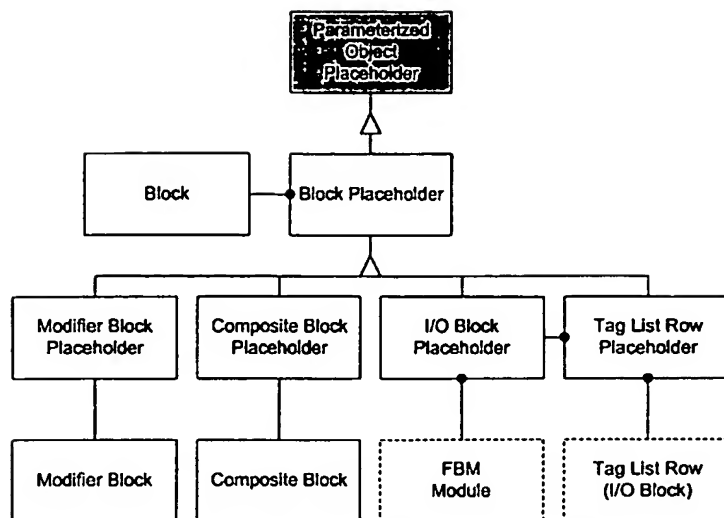 Parameterized
Object
Placeholder
Block
Block Placeholder
Modifier Block
Placeholder
Composite Block
Placeholder
I/O Block
Placeholder
Tag List Row
Placeholder
Modifier Block
Composite Block
FBM
Module
Tag List Row
(I/O Block)